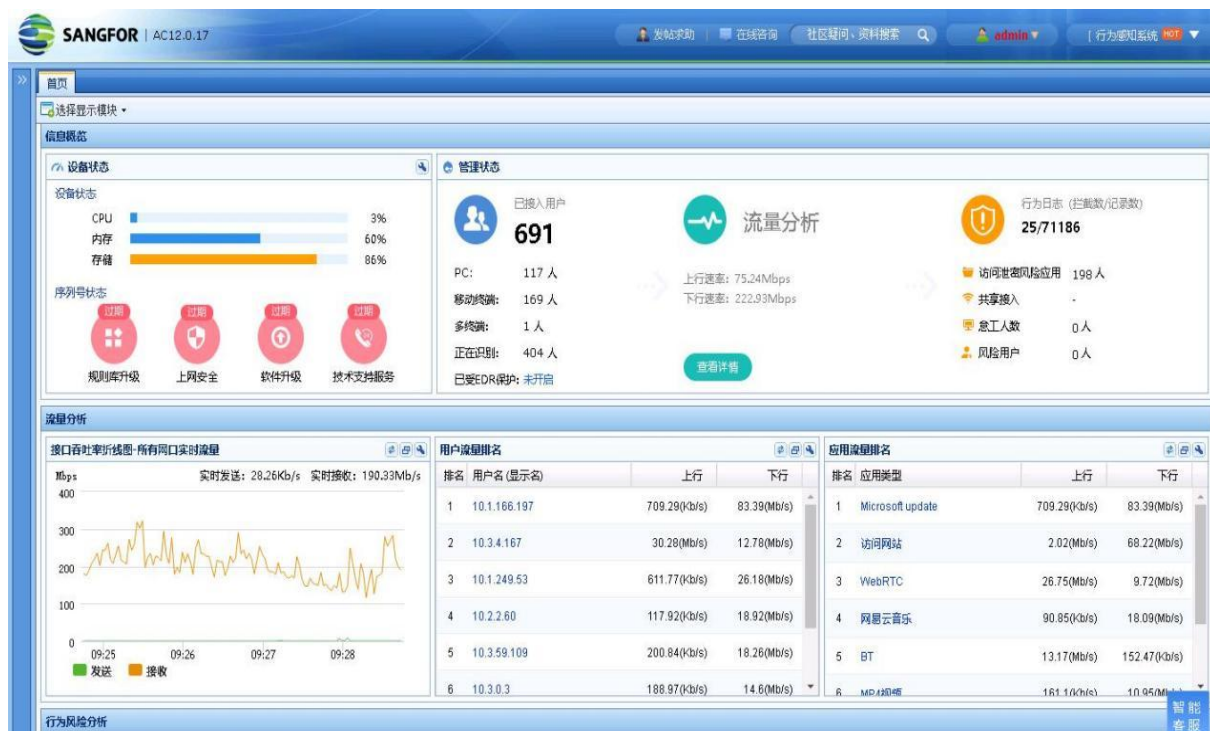 SANGFOR | AC12.0.17
发帖求助 在线咨询 社区疑问、资料搜索 admin [ 行为感知系统 HOT
首页
选择显示模块
信息概览
设备状态
设备状态
CPU 3%
内存 60%
存储 86%
序列号状态
过期 过期 过期 过期
规则库升级 上网安全 软件升级 技术支持服务
管理状态
已接入用户
691
PC: 117 人
移动终端: 169 人
多终端: 1 人
正在识别: 404 人
已受EDR保护: 未开启
流量分析
上行速率: 75.24Mbps
下行速率: 222.93Mbps
查看详情
行为日志 (拦截数/记录数)
25/71186
访问泄密风险应用 198 人
共享接入 -
怠工人数 0人
风险用户 0人
流量分析
接口吞吐率折线图-所有网口实时流量
Mbps 实时发送: 28.26Kb/s 实时接收: 190.33Mb/s
400
300
200
100
0
09:25 09:26 09:27 09:28
发送 接收
用户流量排名
排名 用户名 (显示名) 上行 下行
1 10.1.166.197 709.29(Kb/s) 83.39(Mb/s)
2 10.3.4.167 30.28(Mb/s) 12.78(Mb/s)
3 10.1.249.53 611.77(Kb/s) 26.18(Mb/s)
4 10.2.2.60 117.92(Kb/s) 18.92(Mb/s)
5 10.3.59.109 200.84(Kb/s) 18.26(Mb/s)
6 10.3.0.3 188.97(Kb/s) 14.6(Mb/s)
应用流量排名
排名 应用类型 上行 下行
1 Microsoft update 709.29(Kb/s) 83.39(Mb/s)
2 访问网站 2.02(Mb/s) 68.22(Mb/s)
3 WebRTC 26.75(Mb/s) 9.72(Mb/s)
4 网易云音乐 90.85(Kb/s) 18.09(Mb/s)
5 BT 13.17(Mb/s) 152.47(Kb/s)
6 MP4视频 161.1(Kb/s)
智能
客服
行为风险分析